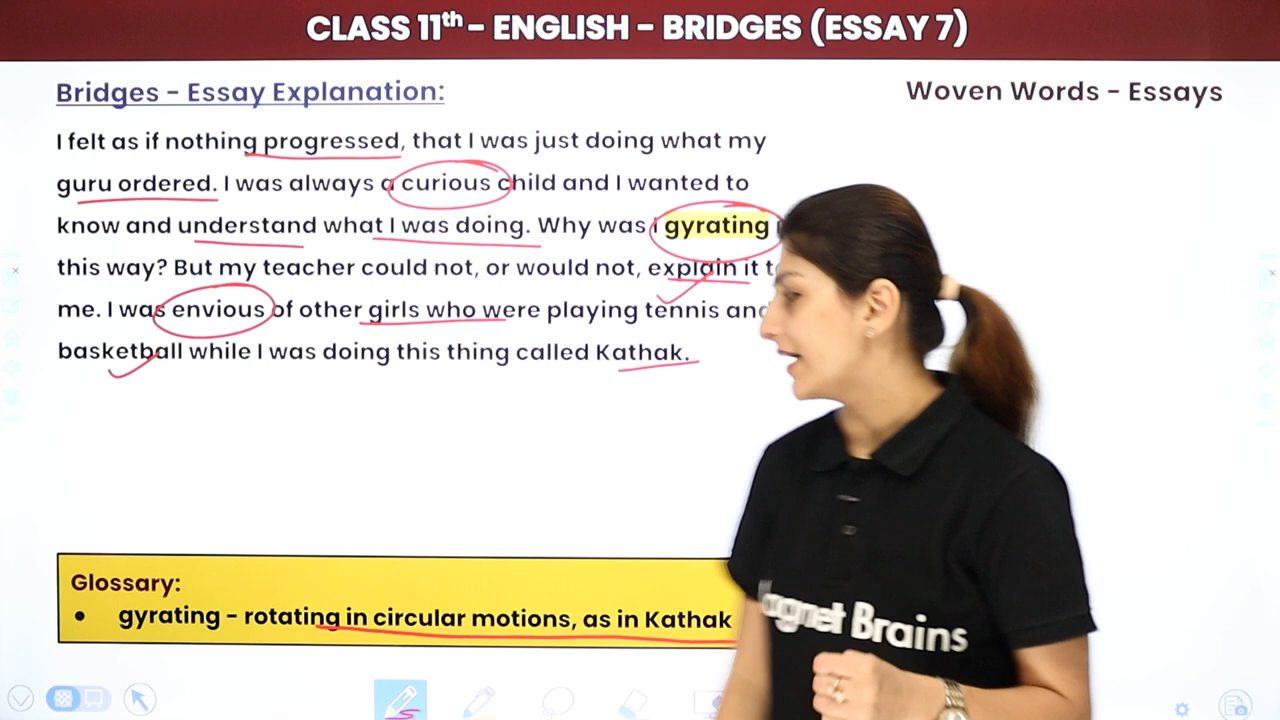 CLASS 11th - ENGLISH - BRIDGES (ESSAY 7)
Bridges - Essay Explanation:
Woven Words - Essays
I felt as if nothing progressed, that I was just doing what my
guru ordered. I was always a curious child and I wanted to
know and understand what I was doing. Why was I gyrating
this way? But my teacher could not, or would not, explain it
me. I was envious of other girls who were playing tennis and
basketball while I was doing this thing called Kathak.
Glossary:
• gyrating - rotating in circular motions, as in Kathak
Magnet Brains